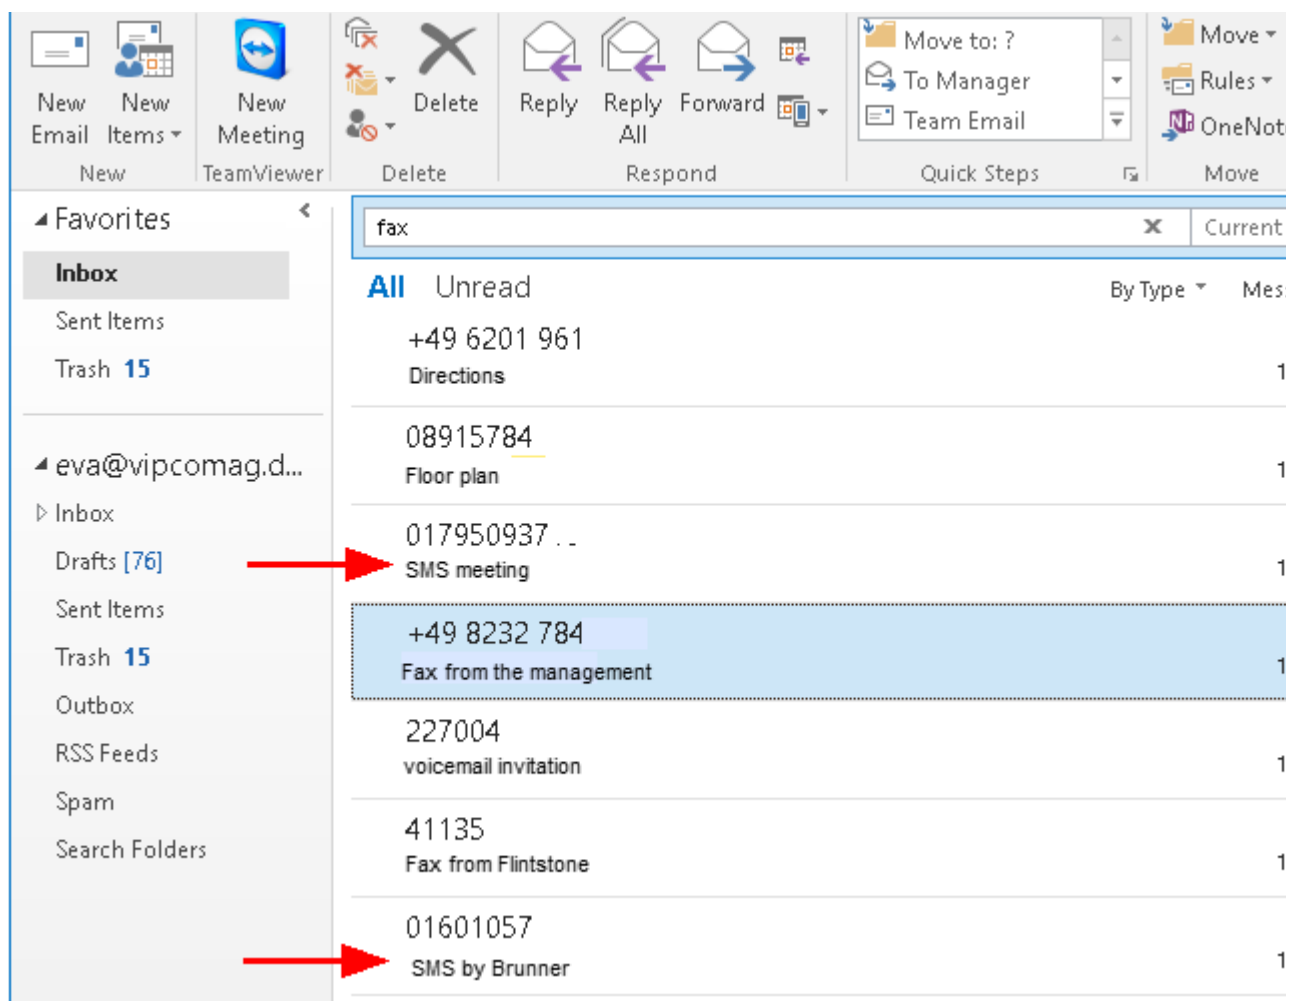 New Email
New Items
New
New Meeting
TeamViewer
Delete
Delete
Reply
Reply All
Forward
Respond
Move to: ?
To Manager
Team Email
Quick Steps
Move
Rules
OneNot
Move
Favorites
Inbox
Sent Items
Trash 15
eva@vipcomag.d...
Inbox
Drafts [76]
Sent Items
Trash 15
Outbox
RSS Feeds
Spam
Search Folders
fax
Current
All Unread
By Type Mes
+49 6201 961
Directions
1
08915784
Floor plan
1
017950937
SMS meeting
1
+49 8232 784
Fax from the management
1
227004
voicemail invitation
1
41135
Fax from Flintstone
1
01601057
SMS by Brunner
1